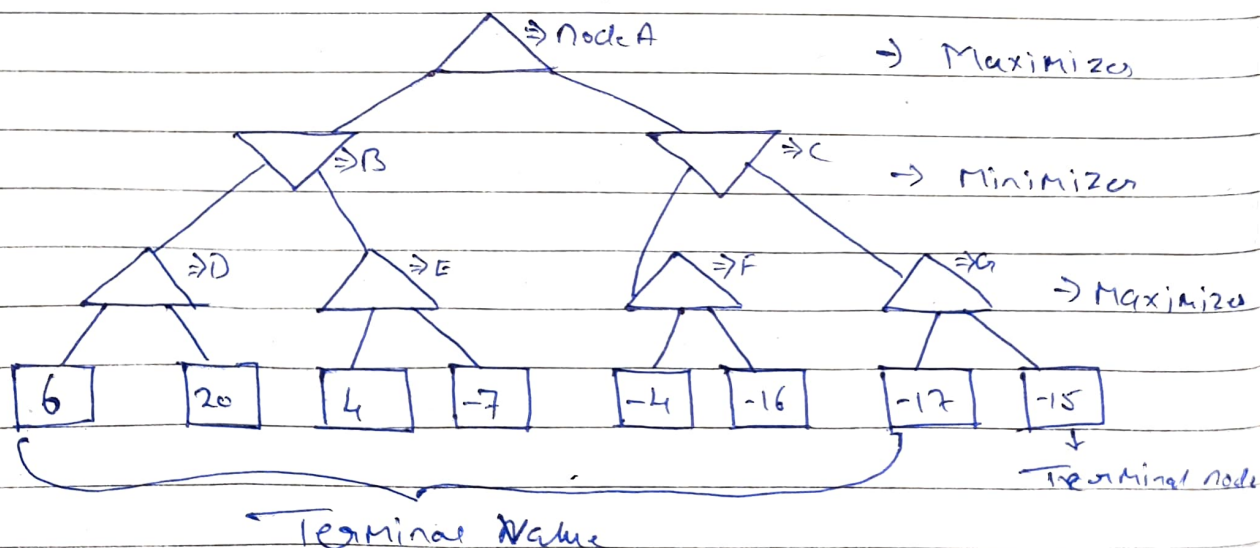 ⇒ node A
→ Maximizer
⇒ B
⇒ C
→ Minimizer
⇒ D
⇒ E
⇒ F
⇒ G
→ Maximizer
6 20 4 -7 -4 -16 -17 -15
Terminal node
Terminal Value